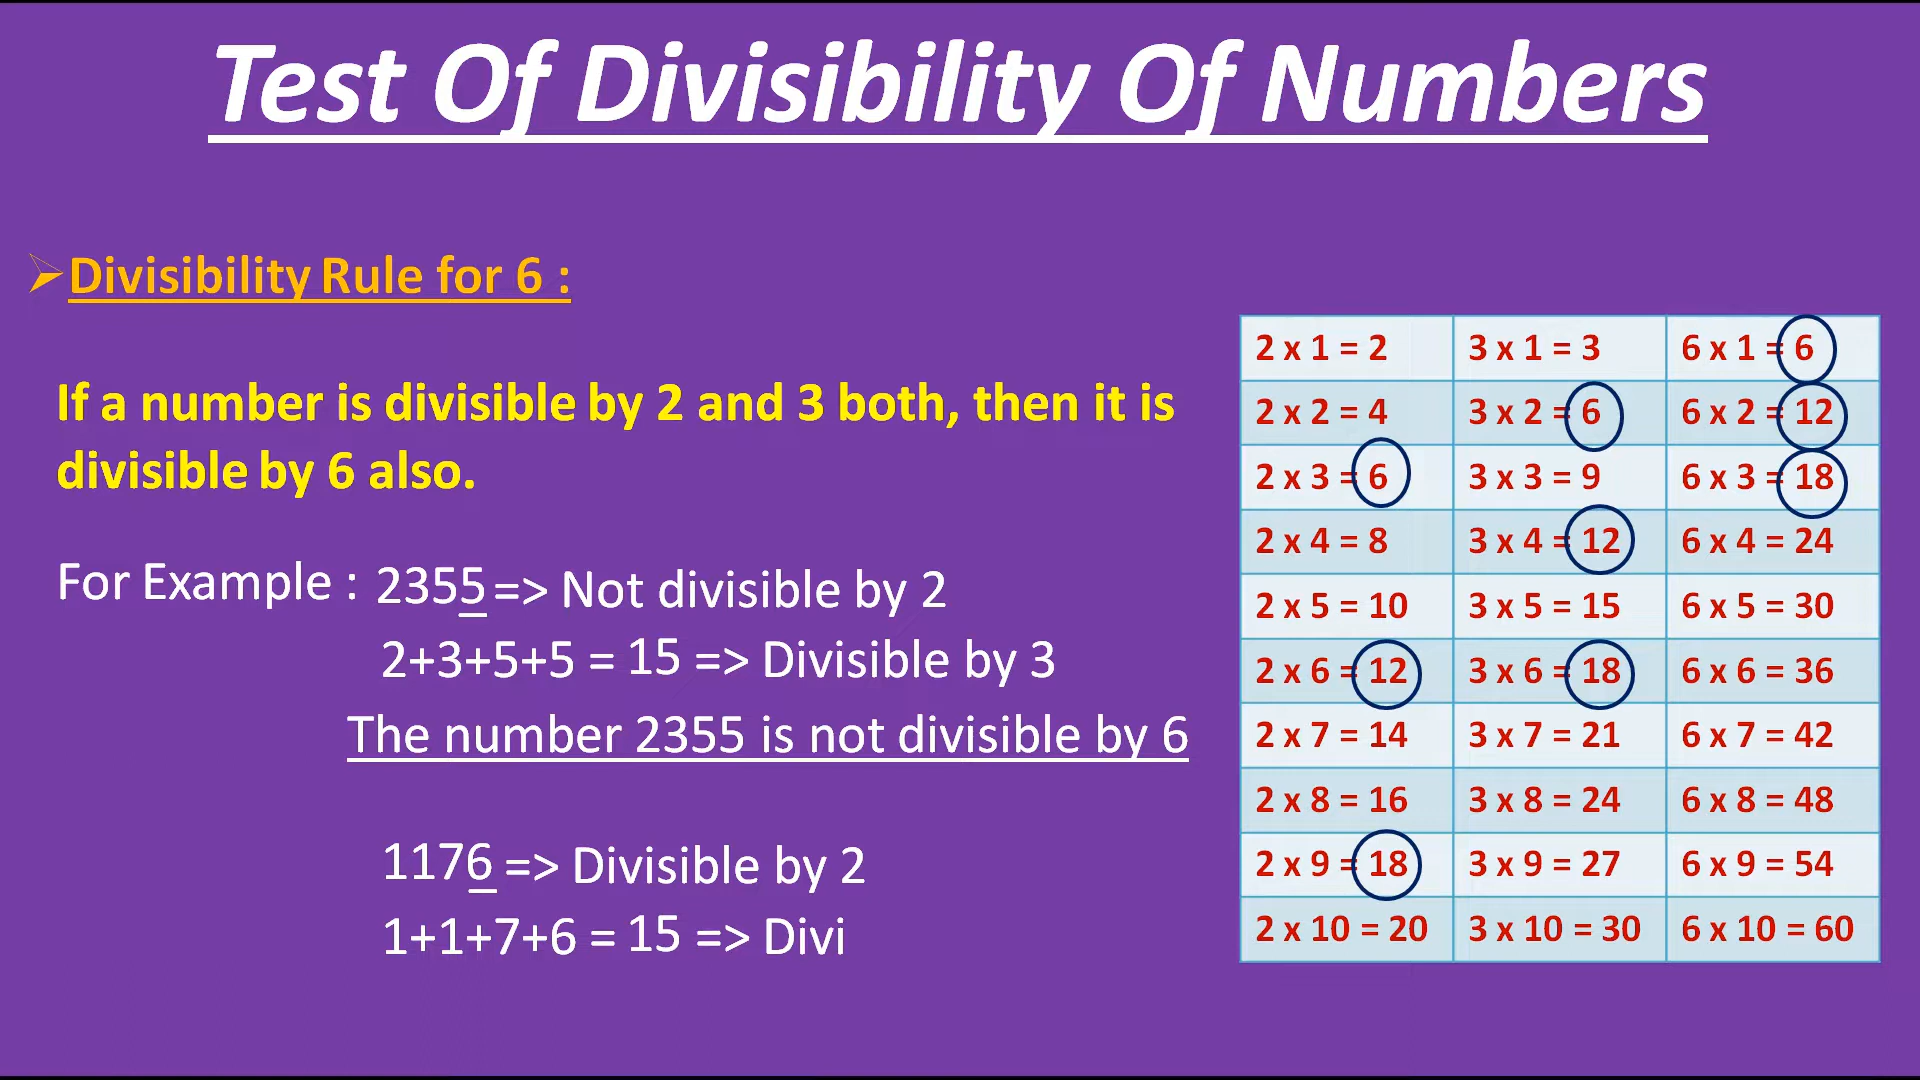 Test Of Divisibility Of Numbers
Divisibility Rule for 6 :
If a number is divisible by 2 and 3 both, then it is
divisible by 6 also.
For Example : 2355 => Not divisible by 2
2+3+5+5 = 15 => Divisible by 3
The number 2355 is not divisible by 6
1176 => Divisible by 2
1+1+7+6 = 15 => Divi
2 x 1 = 2 3 x 1 = 3 6 x 1 = 6
2 x 2 = 4 3 x 2 = 6 6 x 2 = 12
2 x 3 = 6 3 x 3 = 9 6 x 3 = 18
2 x 4 = 8 3 x 4 = 12 6 x 4 = 24
2 x 5 = 10 3 x 5 = 15 6 x 5 = 30
2 x 6 = 12 3 x 6 = 18 6 x 6 = 36
2 x 7 = 14 3 x 7 = 21 6 x 7 = 42
2 x 8 = 16 3 x 8 = 24 6 x 8 = 48
2 x 9 = 18 3 x 9 = 27 6 x 9 = 54
2 x 10 = 20 3 x 10 = 30 6 x 10 = 60